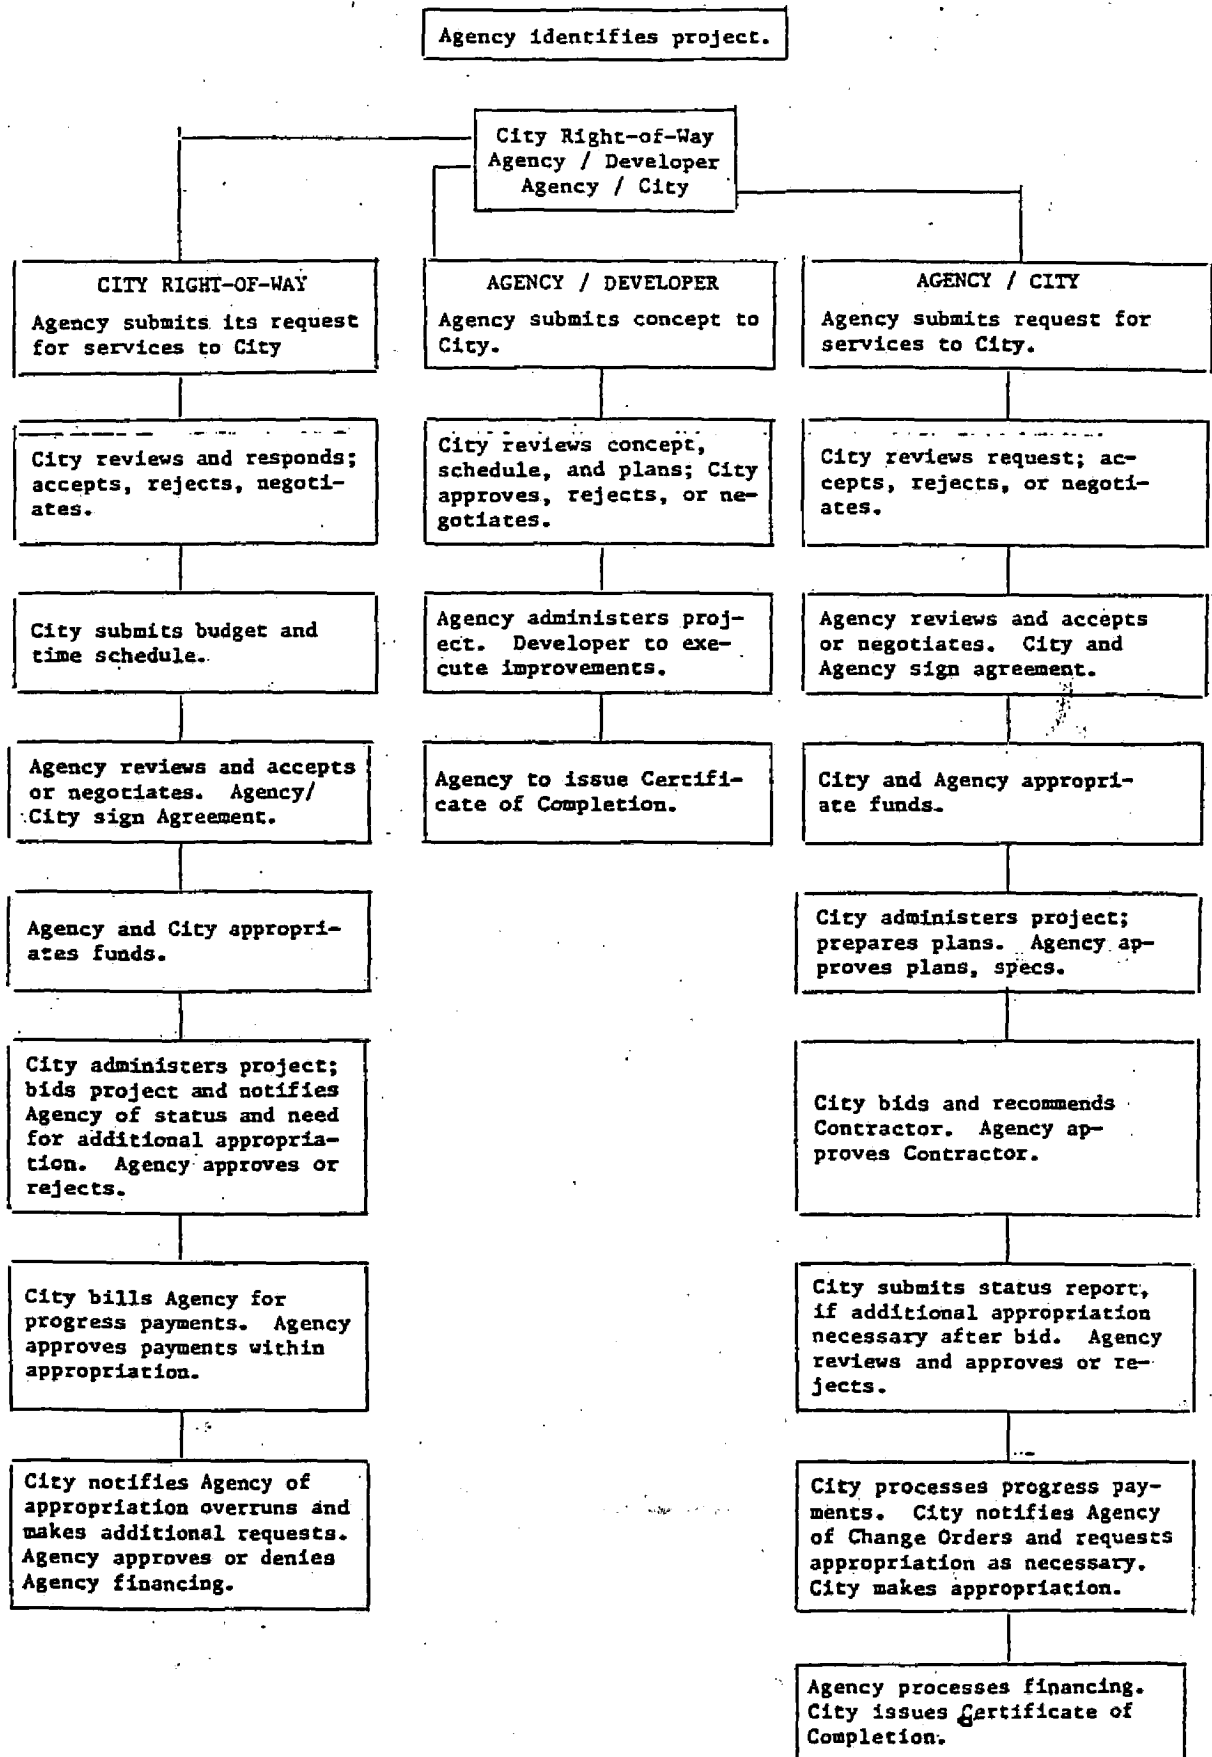 Agency identifies project.
City Right-of-Way
Agency / Developer
Agency / City
CITY RIGHT-OF-WAY
Agency submits its request
for services to City
City reviews and responds;
accepts, rejects, negoti-
ates.
City submits budget and
time schedule.
Agency reviews and accepts
or negotiates. Agency/
City sign Agreement.
Agency and City appropri-
ates funds.
City administers project;
bids project and notifies
Agency of status and need
for additional appropria-
tion. Agency approves or
rejects.
City bills Agency for
progress payments. Agency
approves payments within
appropriation.
City notifies Agency of
appropriation overruns and
makes additional requests.
Agency approves or denies
Agency financing.
AGENCY / DEVELOPER
Agency submits concept to
City.
City reviews concept,
schedule, and plans; City
approves, rejects, or ne-
gotiates.
Agency administers proj-
ect. Developer to exe-
cute improvements.
Agency to issue Certifi-
cate of Completion.
AGENCY / CITY
Agency submits request for
services to City.
City reviews request; ac-
cepts, rejects, or negoti-
ates.
Agency reviews and accepts
or negotiates. City and
Agency sign agreement.
City and Agency appropri-
ate funds.
City administers project;
prepares plans. Agency ap-
proves plans, specs.
City bids and recommends
Contractor. Agency ap-
proves Contractor.
City submits status report,
if additional appropriation
necessary after bid. Agency
reviews and approves or re-
jects.
City processes progress pay-
ments. City notifies Agency
of Change Orders and requests
appropriation as necessary.
City makes appropriation.
Agency processes financing.
City issues Certificate of
Completion.